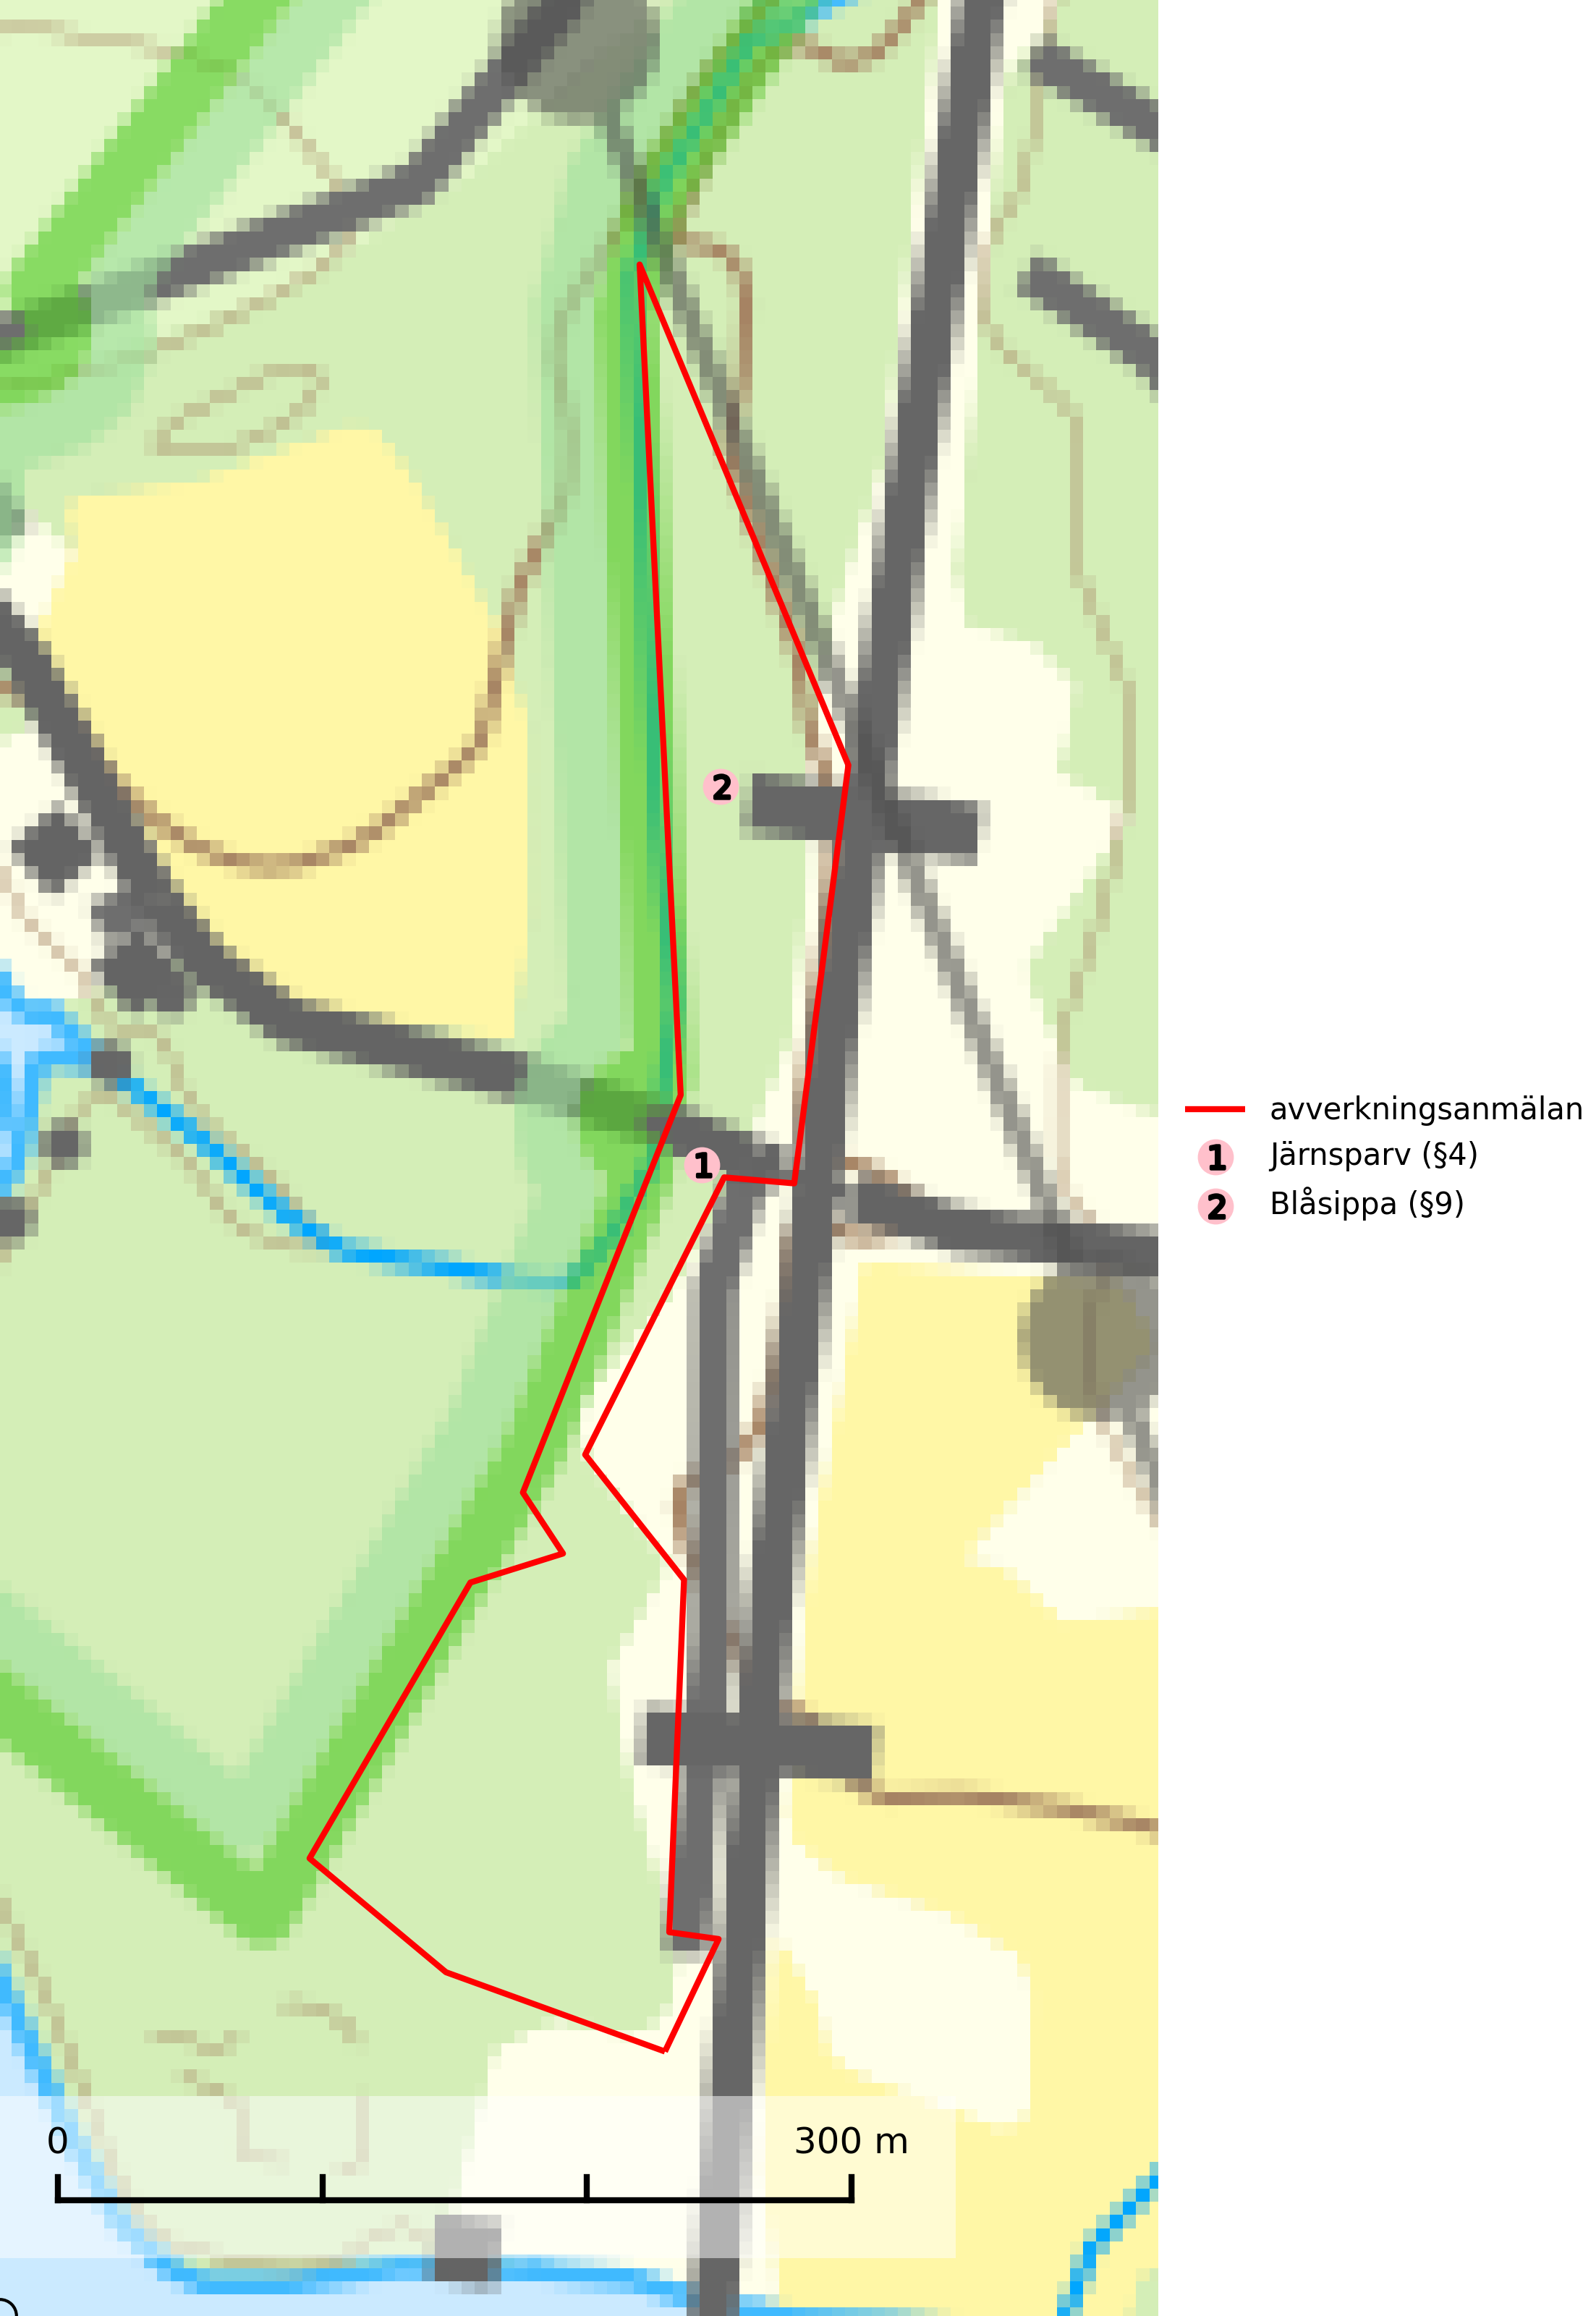 2
1
avverkningsanmälan
1 Järnsparv (§4)
2 Blåsippa (§9)
0 300 m